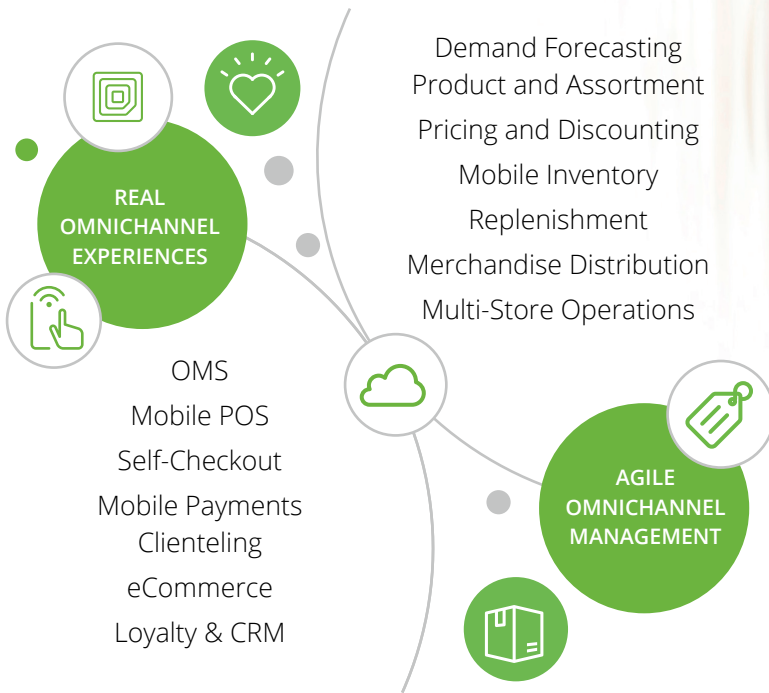 REAL
OMNICHANNEL
EXPERIENCES
OMS
Mobile POS
Self-Checkout
Mobile Payments
Clienteling
eCommerce
Loyalty & CRM
Demand Forecasting
Product and Assortment
Pricing and Discounting
Mobile Inventory
Replenishment
Merchandise Distribution
Multi-Store Operations
AGILE
OMNICHANNEL
MANAGEMENT